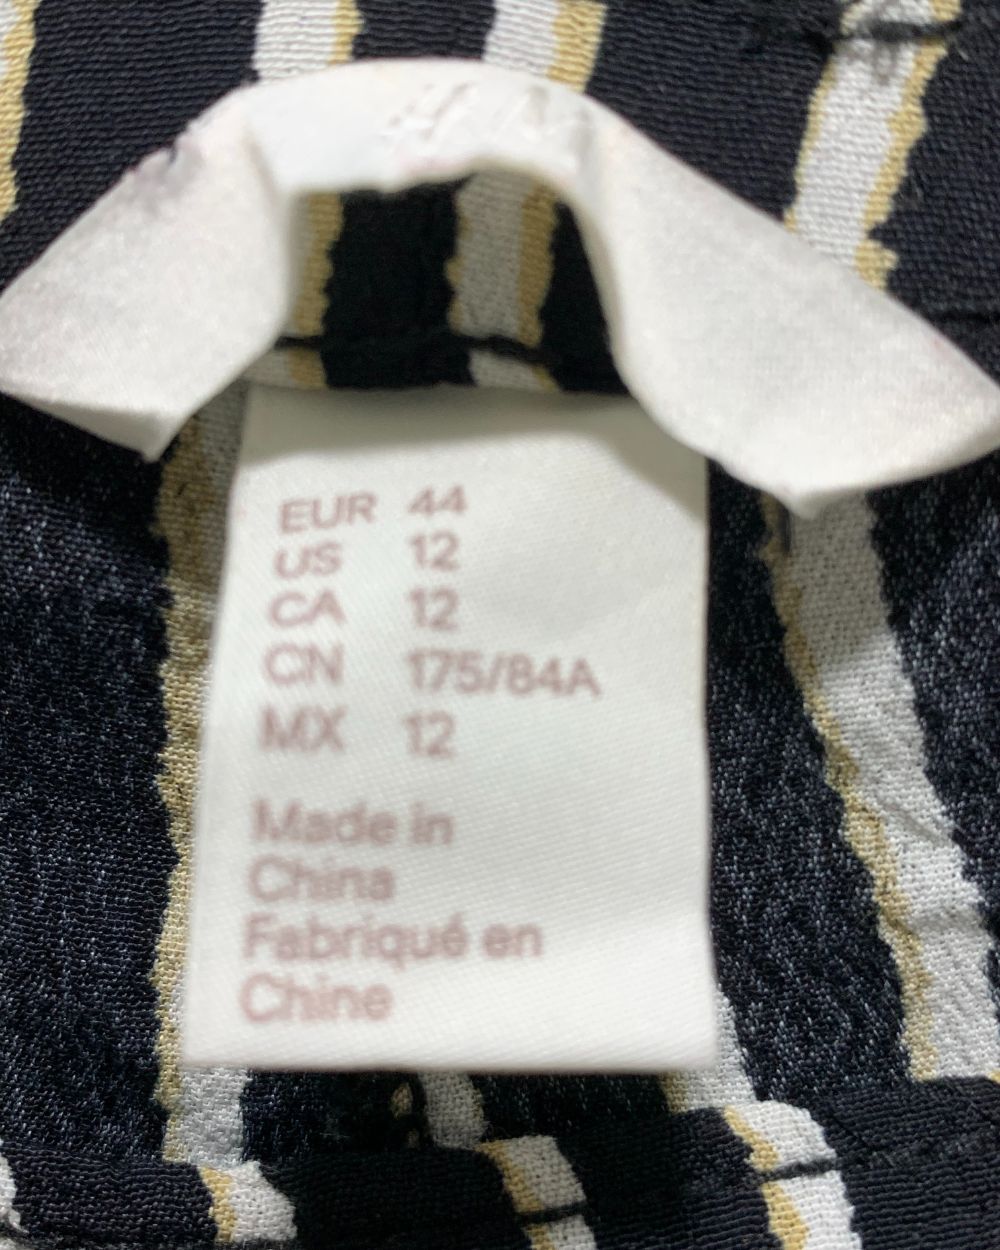 EUR 44
US 12
CA 12
CN 175/84A
MX 12
Made in
China
Fabriqué en
Chine